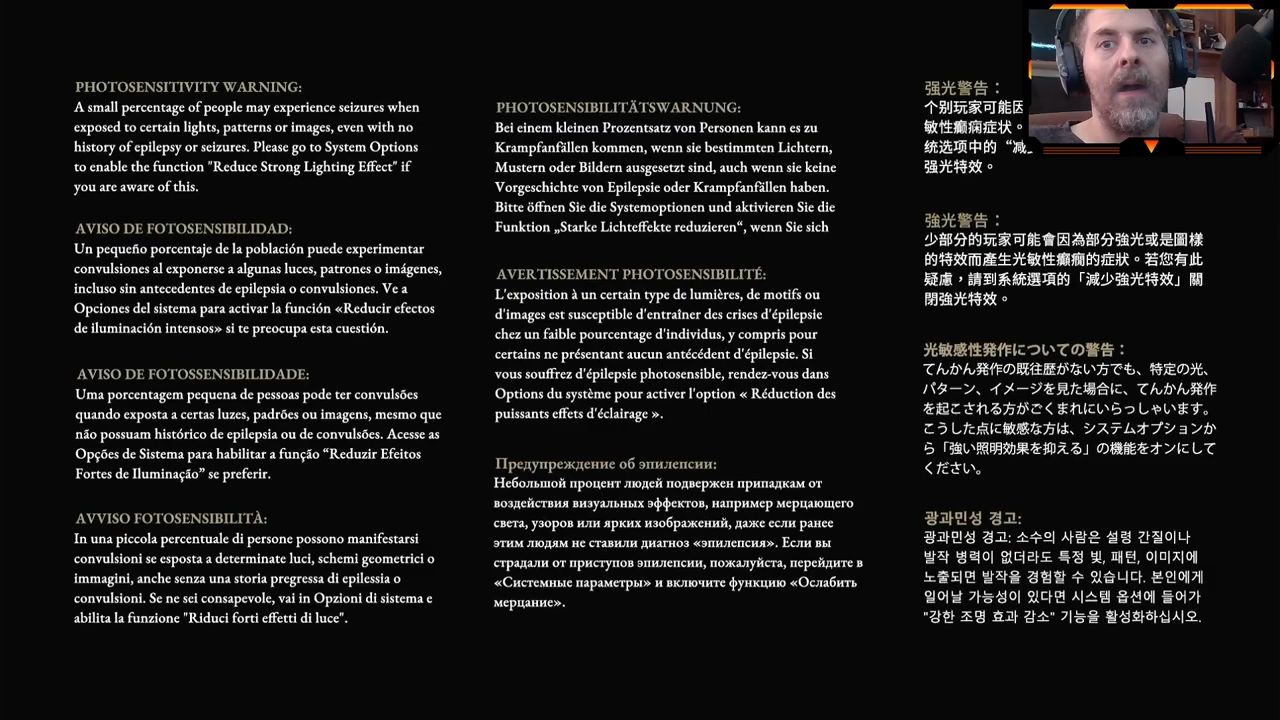 PHOTOSENSITIVITY WARNING:
A small percentage of people may experience seizures when
exposed to certain lights, patterns or images, even with no
history of epilepsy or seizures. Please go to System Options
to enable the function "Reduce Strong Lighting Effect" if
you are aware of this.
AVISO DE FOTOSENSIBILIDAD:
Un pequeño porcentaje de la población puede experimentar
convulsiones al exponerse a algunas luces, patrones o imágenes,
incluso sin antecedentes de epilepsia o convulsiones. Ve a
Opciones del sistema para activar la función «Reducir efectos
de iluminación intensos» si te preocupa esta cuestión.
AVISO DE FOTOSSENSIBILIDADE:
Uma porcentagem pequena de pessoas pode ter convulsões
quando exposta a certas luzes, padrões ou imagens, mesmo que
não possuam histórico de epilepsia ou de convulsões. Acesse as
Opções de Sistema para habilitar a função “Reduzir Efeitos
Fortes de Iluminação” se preferir.
AVVISO FOTOSENSIBILITÀ:
In una piccola percentuale di persone possono manifestarsi
convulsioni se esposta a determinate luci, schemi geometrici o
immagini, anche senza una storia pregressa di epilessia o
convulsioni. Se ne sei consapevole, vai in Opzioni di sistema e
abilita la funzione "Riduci forti effetti di luce".
PHOTOSENSIBILITÄTSWARNUNG:
Bei einem kleinen Prozentsatz von Personen kann es zu
Krampfanfällen kommen, wenn sie bestimmten Lichtern,
Mustern oder Bildern ausgesetzt sind, auch wenn sie keine
Vorgeschichte von Epilepsie oder Krampfanfällen haben.
Bitte öffnen Sie die Systemoptionen und aktivieren Sie die
Funktion „Starke Lichteffekte reduzieren“, wenn Sie sich
AVERTISSEMENT PHOTOSENSIBILITÉ:
L'exposition à un certain type de lumières, de motifs ou
d'images est susceptible d'entraîner des crises d'épilepsie
chez un faible pourcentage d'individus, y compris pour
certains ne présentant aucun antécédent d'épilepsie. Si
vous souffrez d'épilepsie photosensible, rendez-vous dans
Options du système pour activer l'option « Réduction des
puissants effets d'éclairage ».
Предупреждение об эпилепсии:
Небольшой процент людей подвержен припадкам от
воздействия визуальных эффектов, например мерцающего
света, узоров или ярких изображений, даже если ранее
этим людям не ставили диагноз «эпилепсия». Если вы
страдали от приступов эпилепсии, пожалуйста, перейдите в
«Системные параметры» и включите функцию «Ослабить
мерцание».
强光警告：
个别玩家可能因
敏性癫痫症状。
统选项中的“减
强光特效。
強光警告：
少部分的玩家可能會因為部分強光或是圖樣
的特效而產生光敏性癲癇的症狀。若您有此
疑慮，請到系統選項的「減少強光特效」關
閉強光特效。
光敏感性発作についての警告：
てんかん発作の既往歴がない方でも、特定の光、
パターン、イメージを見た場合に、てんかん発作
を起こされる方がごくまれにいらっしゃいます。
こうした点に敏感な方は、システムオプションか
ら「強い照明効果を抑える」の機能をオンにして
ください。
광과민성 경고:
광과민성 경고: 소수의 사람은 설령 간질이나
발작 병력이 없더라도 특정 빛, 패턴, 이미지에
노출되면 발작을 경험할 수 있습니다. 본인에게
일어날 가능성이 있다면 시스템 옵션에 들어가
"강한 조명 효과 감소" 기능을 활성화하십시오.